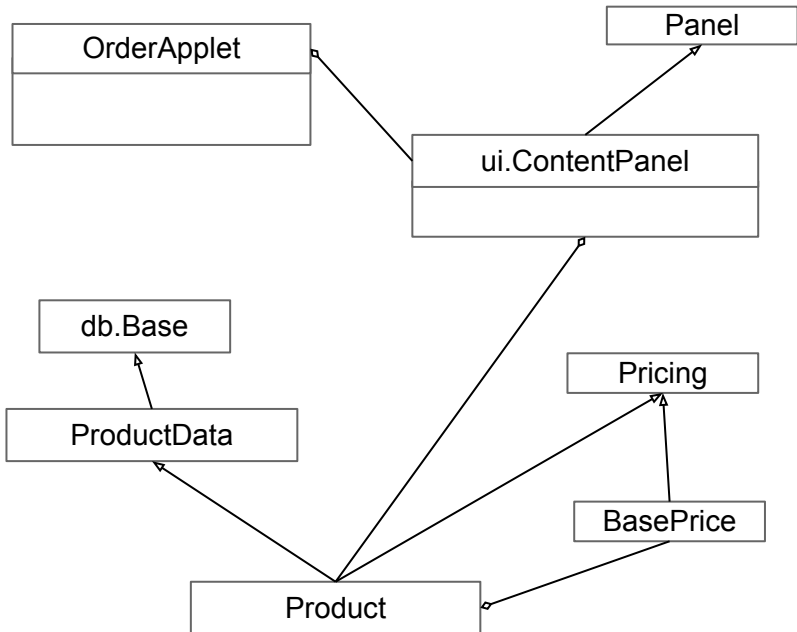 Panel
OrderApplet
ui.ContentPanel
db.Base
Pricing
ProductData
BasePrice
Product